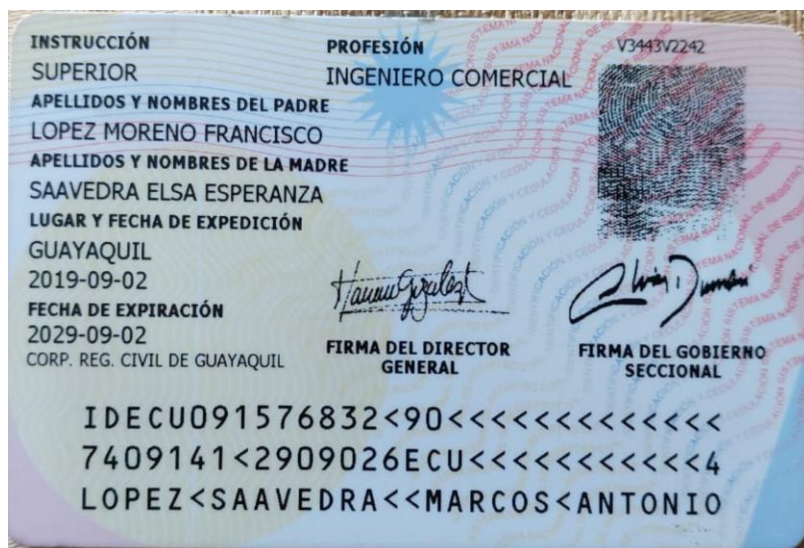 INSTRUCCIÓN
SUPERIOR
PROFESIÓN
INGENIERO COMERCIAL
V3443V2242
APELLIDOS Y NOMBRES DEL PADRE
LOPEZ MORENO FRANCISCO
APELLIDOS Y NOMBRES DE LA MADRE
SAAVEDRA ELSA ESPERANZA
LUGAR Y FECHA DE EXPEDICIÓN
GUAYAQUIL
2019-09-02
FECHA DE EXPIRACIÓN
2029-09-02
CORP. REG. CIVIL DE GUAYAQUIL
FIRMA DEL DIRECTOR
GENERAL
FIRMA DEL GOBIERNO
SECCIONAL
IDECU091576832<90<<<<<<<<<<<<<<
7409141<2909026ECU<<<<<<<<<<<4
LOPEZ<SAAVEDRA<<MARCOS<ANTONIO